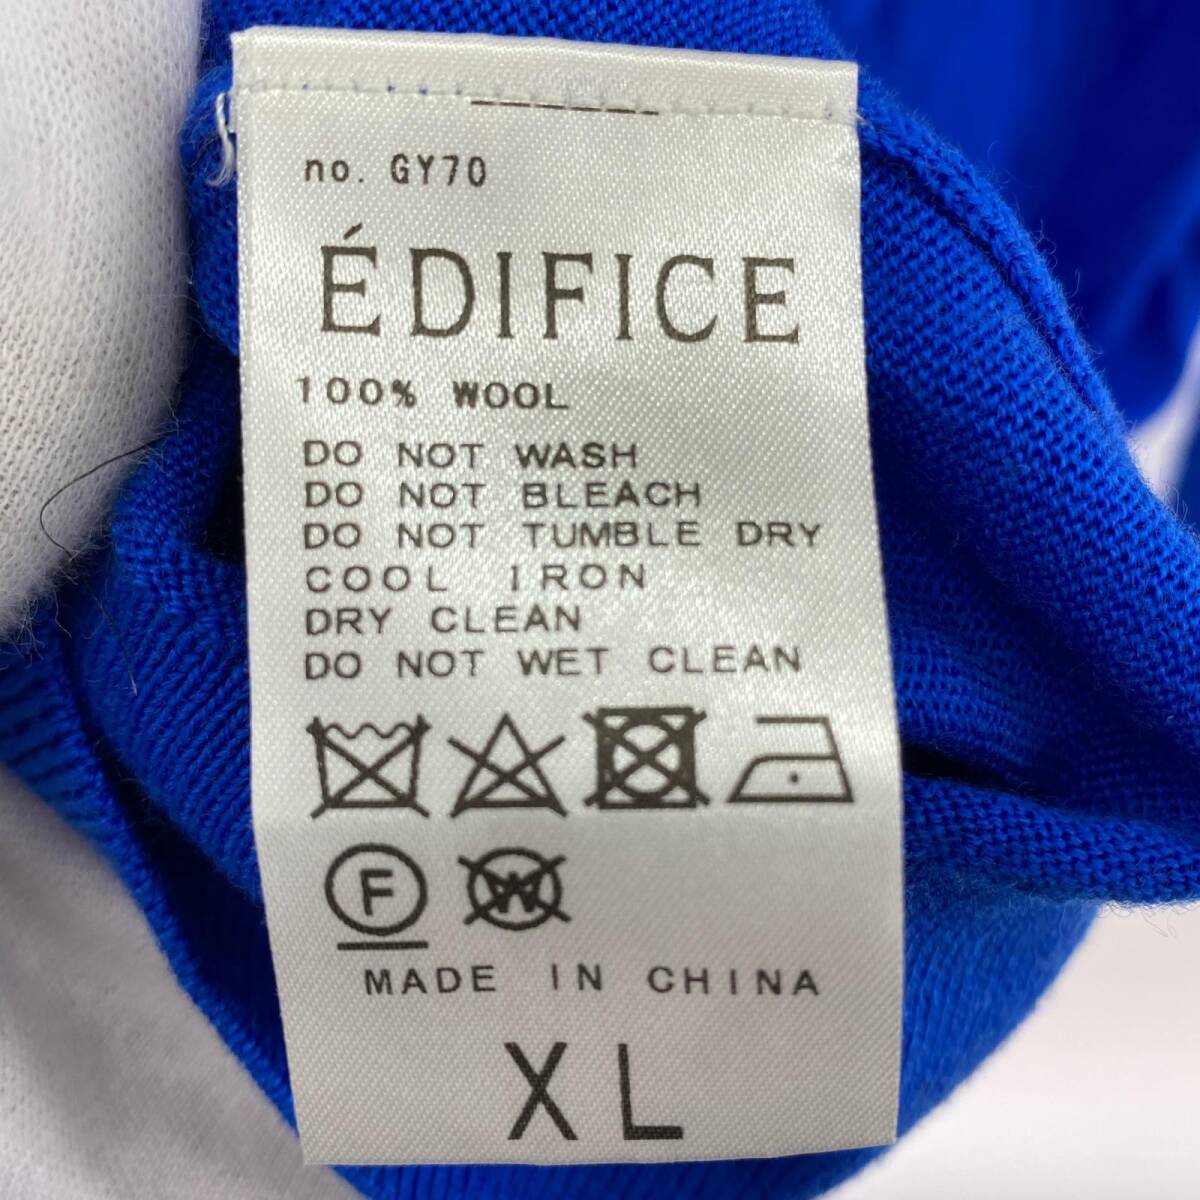 no. GY70
ÉDIFICE
100% WOOL
DO NOT WASH
DO NOT BLEACH
DO NOT TUMBLE DRY
COOL IRON
DRY CLEAN
DO NOT WET CLEAN
F W
MADE IN CHINA
XL